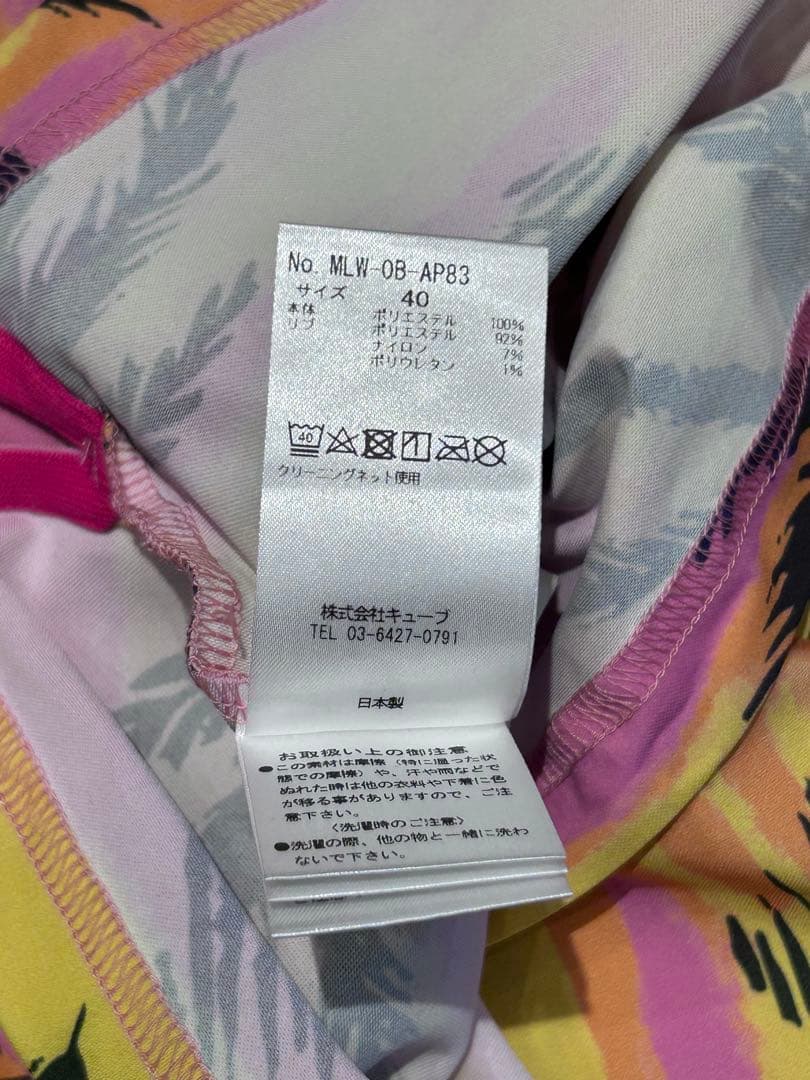 No. MLW-0B-AP83
サイズ 40
本体 ポリエステル 100%
リブ ポリエステル 92%
ナイロン 7%
ポリウレタン 1%
40
クリーニングネット使用
株式会社キューブ
TEL 03-6427-0791
日本製
お取扱い上の御注意
●この素材は摩擦（特に湿った状
態での摩擦）や、汗や雨などで
ぬれた時は他の衣料や下着に色
が移る事がありますので、ご注
意下さい。
〈洗濯時のご注意〉
●洗濯の際、他の物と一緒に洗わ
ないで下さい。